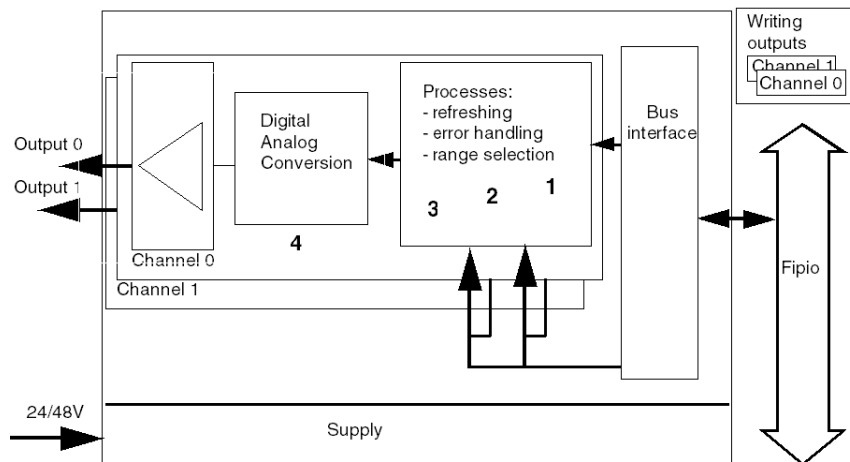 Writing
outputs
Channel 1
Channel 0
Processes:
- refreshing
- error handling
- range selection
1
2
3
Digital
Analog
Conversion
4
Bus
interface
Output 0
Output 1
Channel 0
Channel 1
Fipio
24/48V
Supply